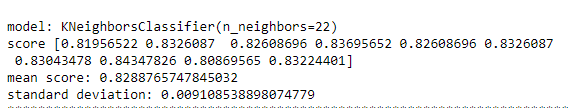 model: KNeighborsClassifier(n_neighbors=22)
score [0.81956522 0.8326087  0.82608696 0.83695652 0.82608696 0.8326087
 0.83043478 0.84347826 0.80869565 0.83224401]
mean score: 0.8288765747845032
standard deviation: 0.009108538898074779